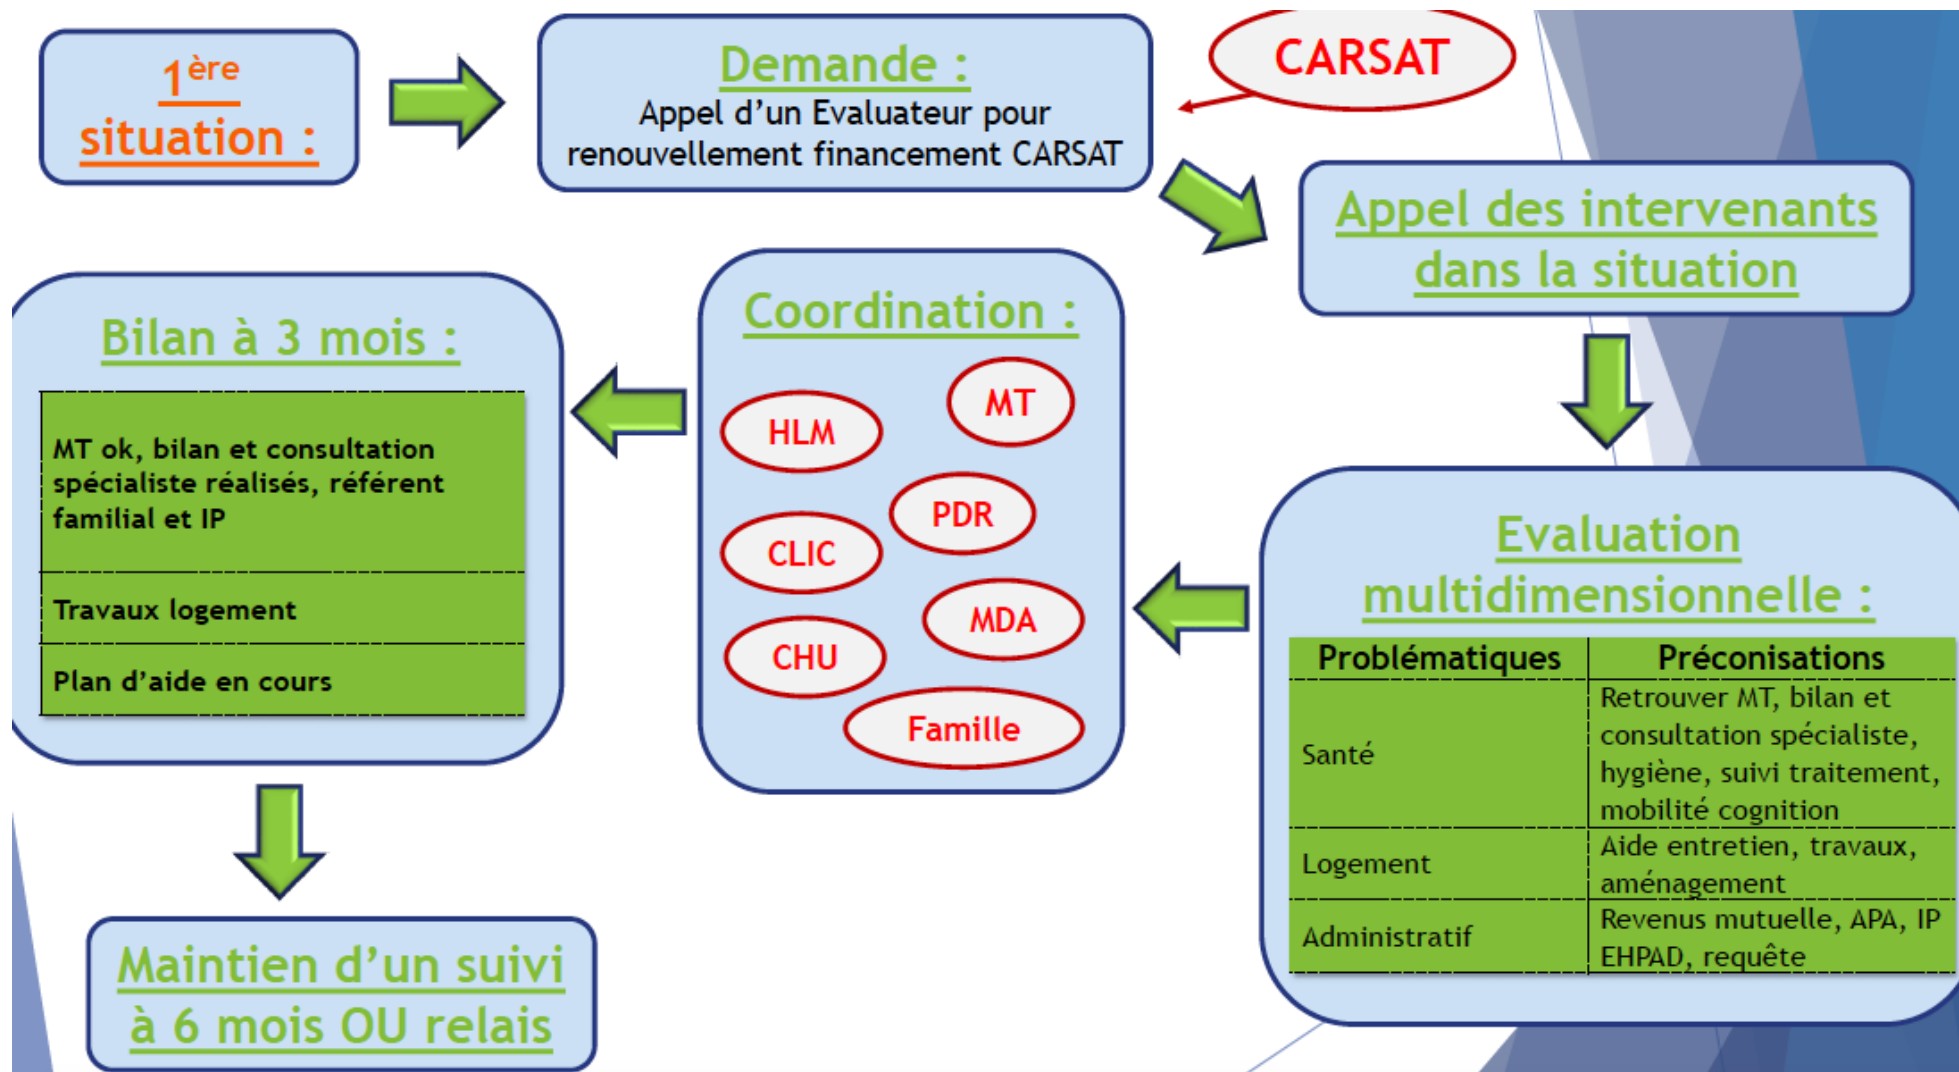 1ère
situation :
Demande :
Appel d’un Evaluateur pour
renouvellement financement CARSAT
CARSAT
Appel des intervenants
dans la situation
Evaluation
multidimensionnelle :
Problématiques Préconisations
Santé
Retrouver MT, bilan et
consultation spécialiste,
hygiène, suivi traitement,
mobilité cognition
Logement
Aide entretien, travaux,
aménagement
Administratif
Revenus mutuelle, APA, IP
EHPAD, requête
Coordination :
MT
HLM
PDR
CLIC
MDA
CHU
Famille
Bilan à 3 mois :
MT ok, bilan et consultation
spécialiste réalisés, référent
familial et IP
Travaux logement
Plan d’aide en cours
Maintien d’un suivi
à 6 mois OU relais